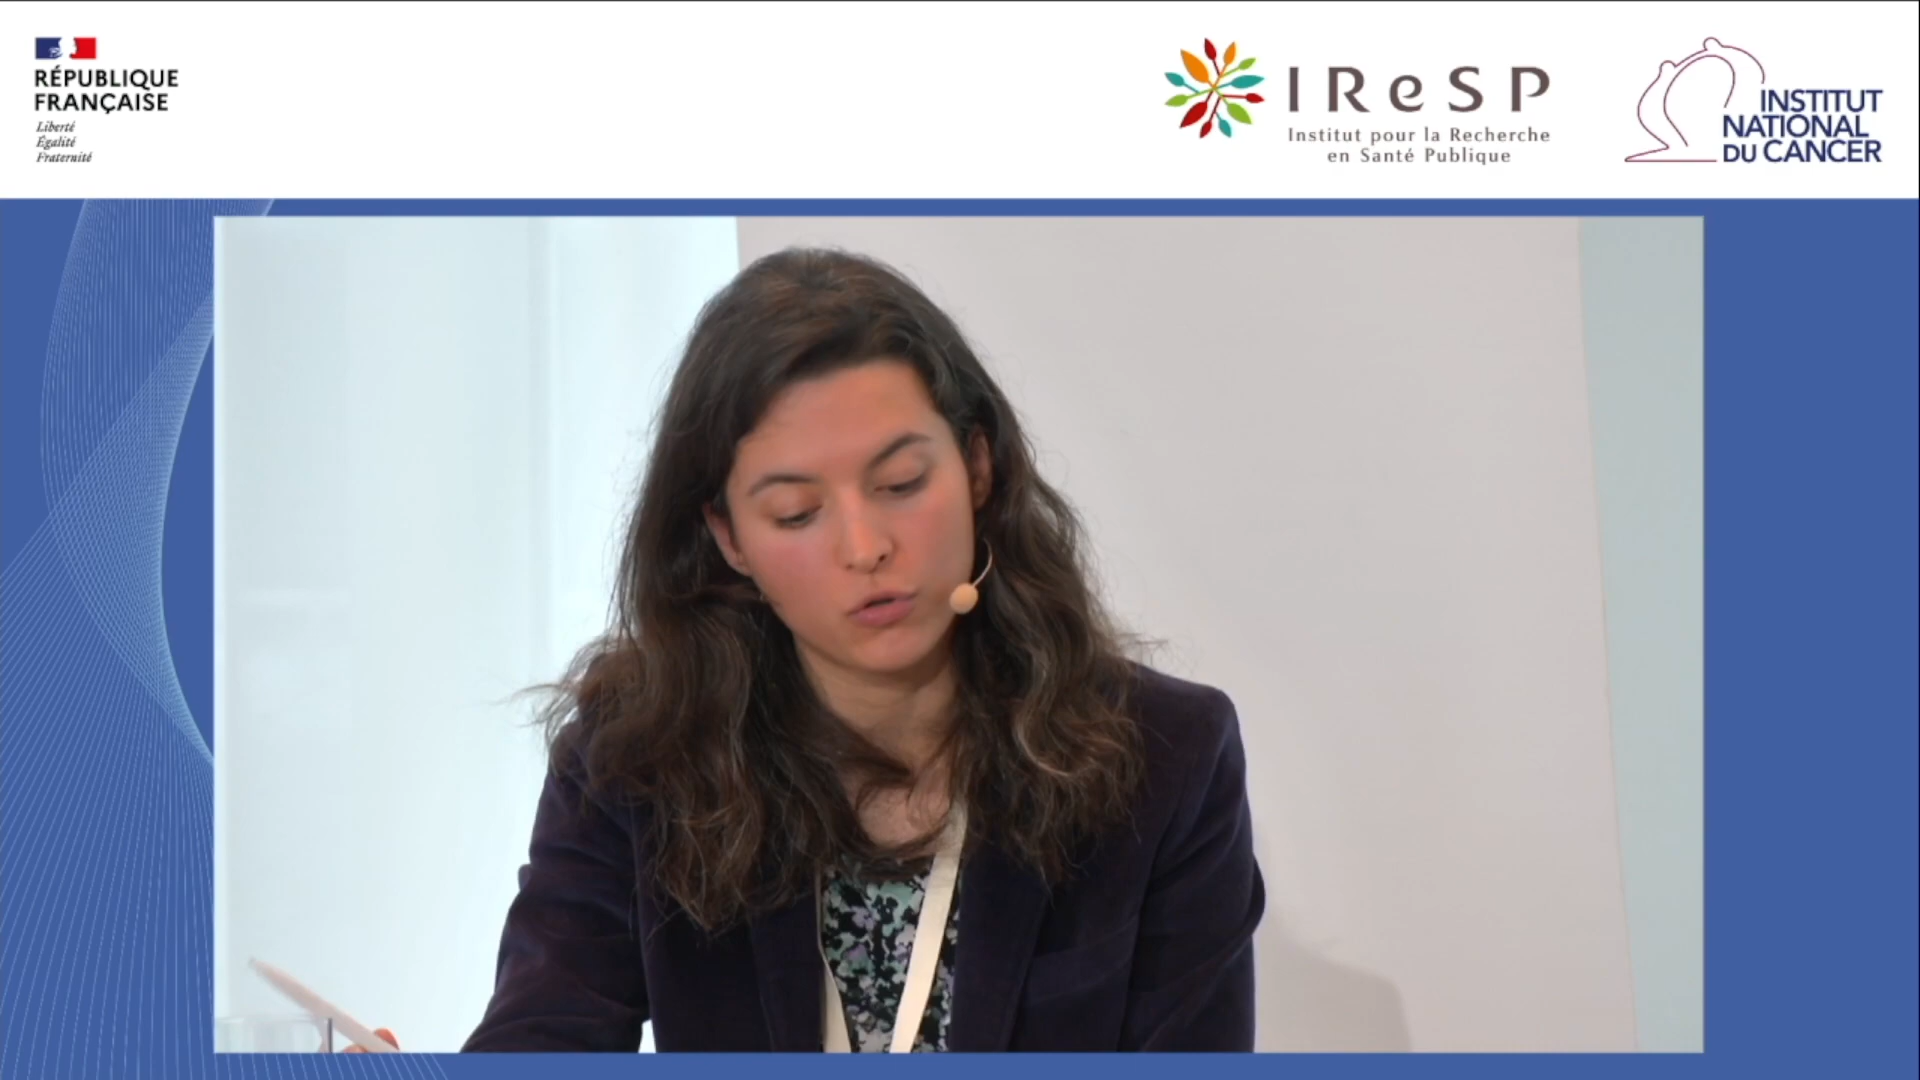 RÉPUBLIQUE
FRANÇAISE
Liberté
Égalité
Fraternité
IReSP
Institut pour la Recherche
en Santé Publique
INSTITUT
NATIONAL
DU CANCER